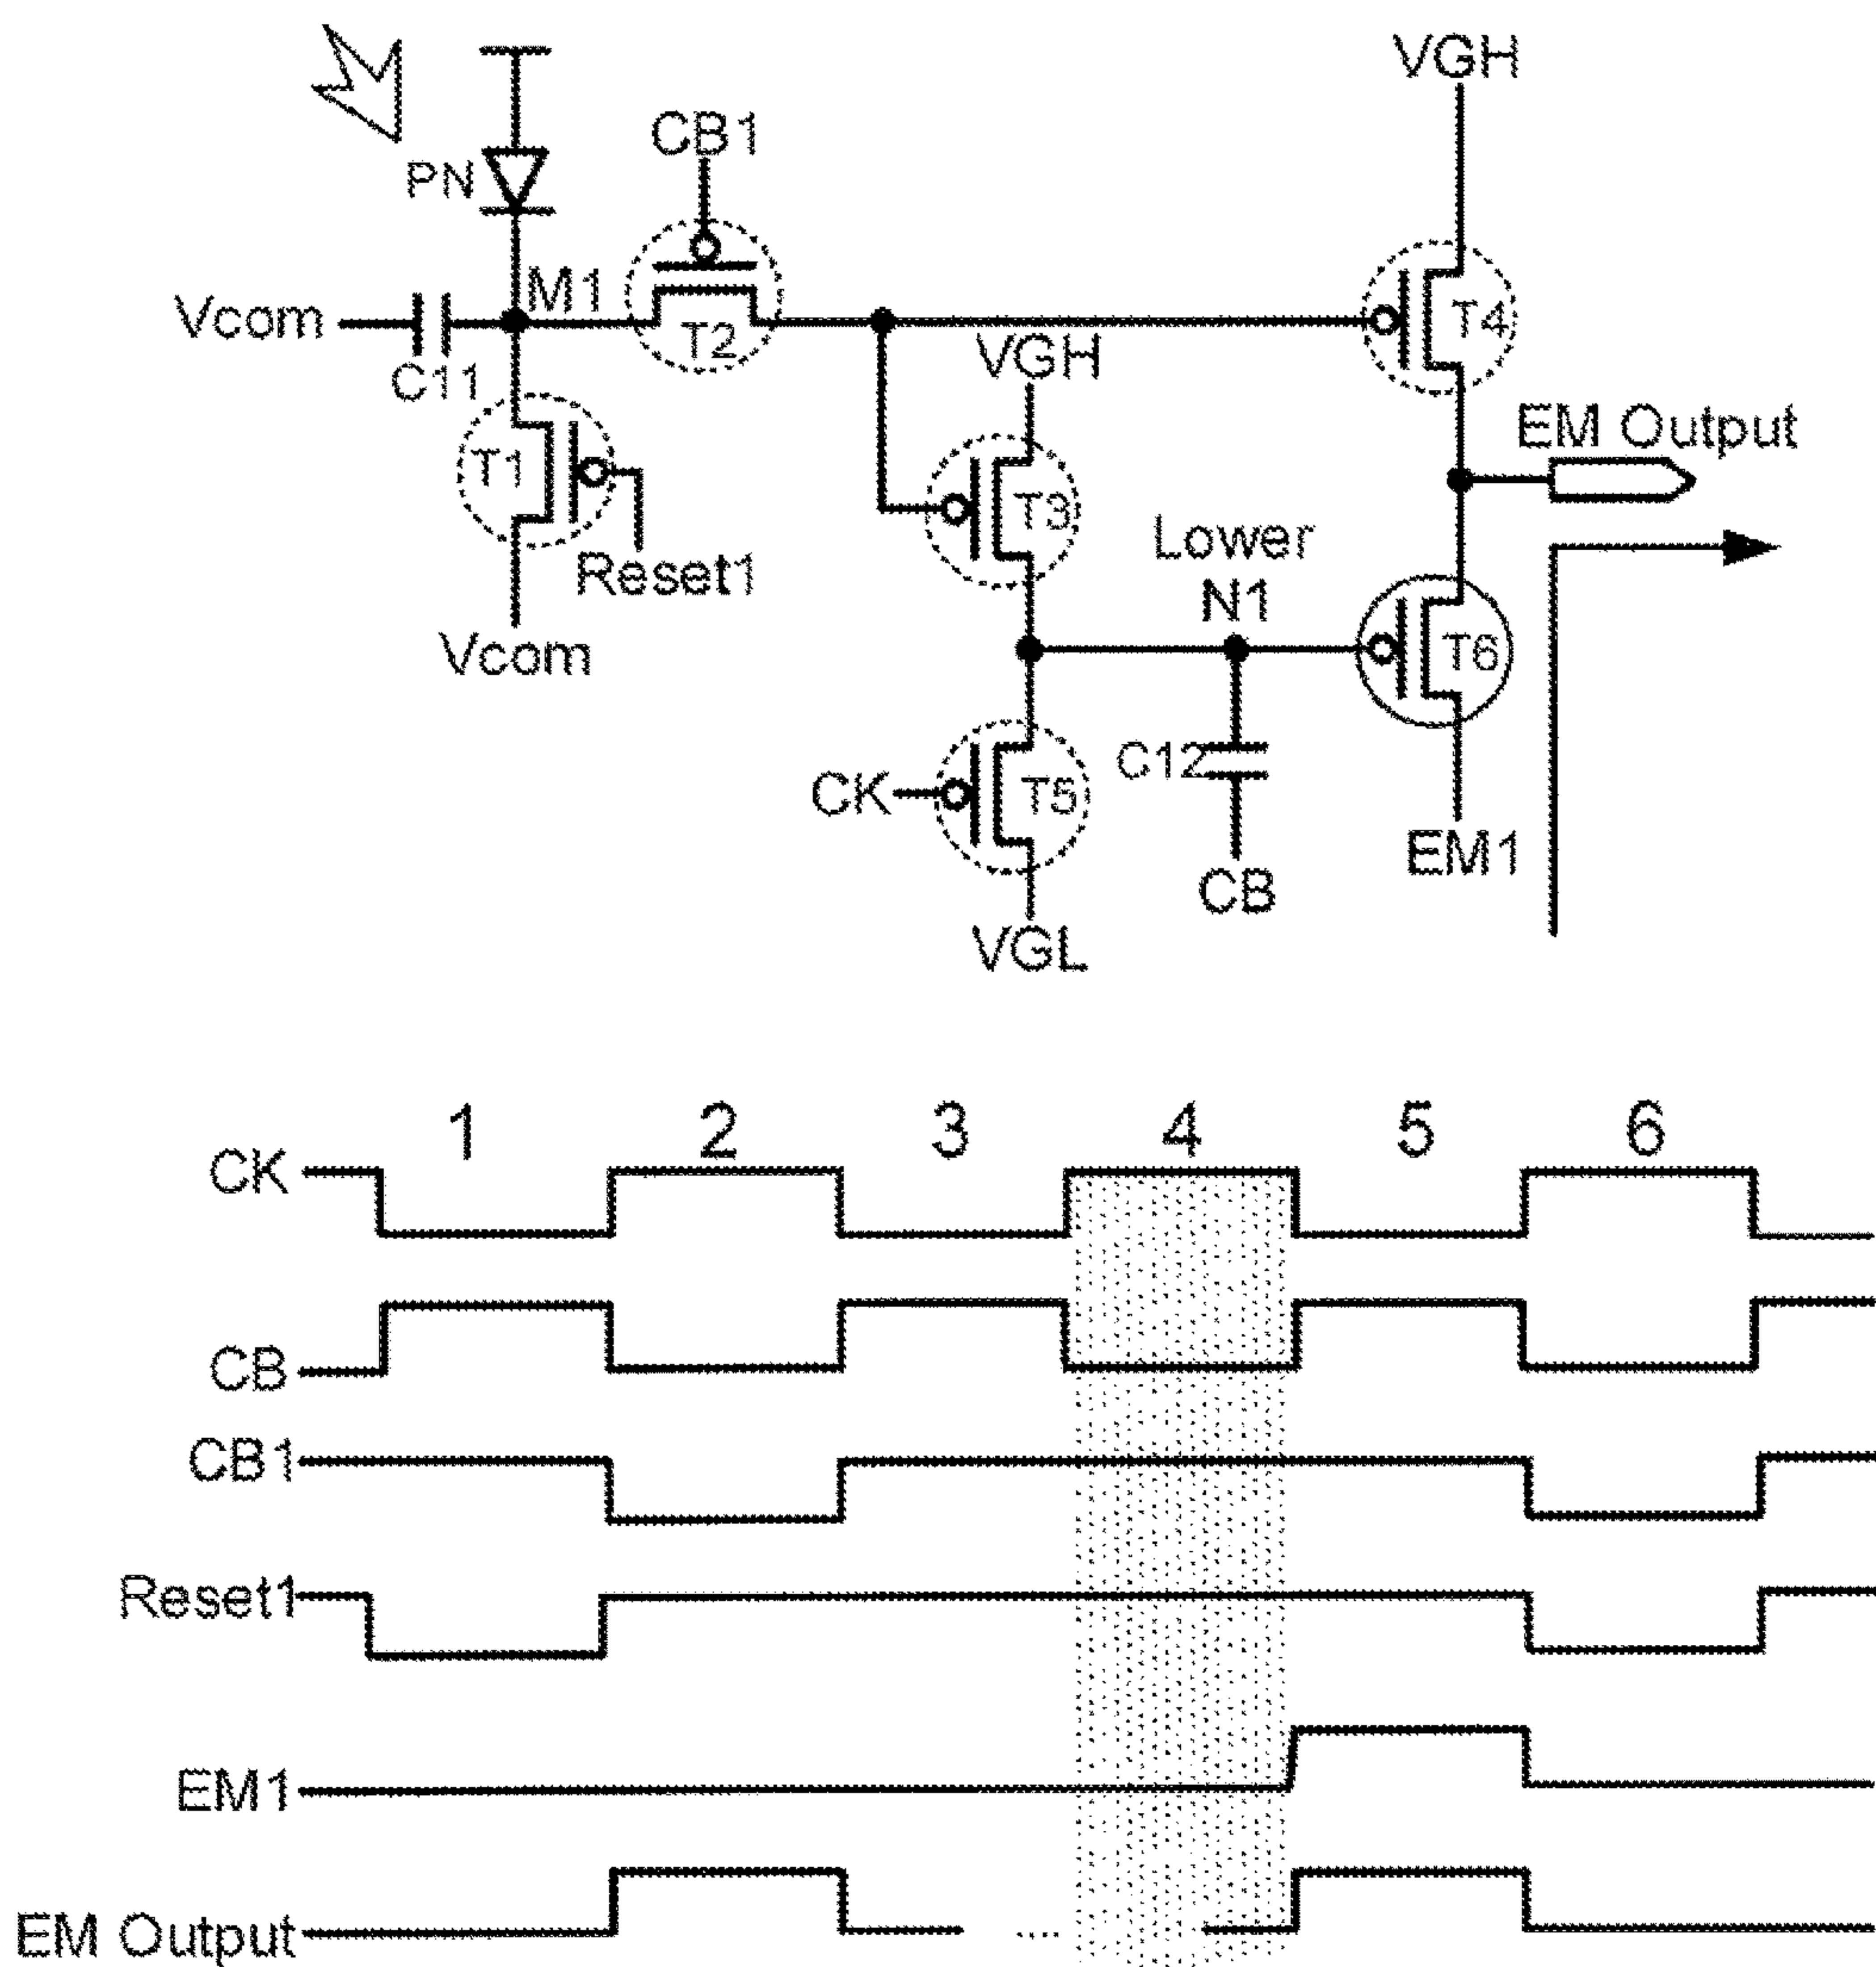 VGH
CB1
PN
M1
Vcom
T2
T4
C11
VGH
EM Output
T1
T3
Reset1
Lower
N1
Vcom
T6
C12
CK
T5
EM1
CB
VGL
1 2 3 4 5 6
CK
CB
CB1
Reset1
EM1
EM Output
...